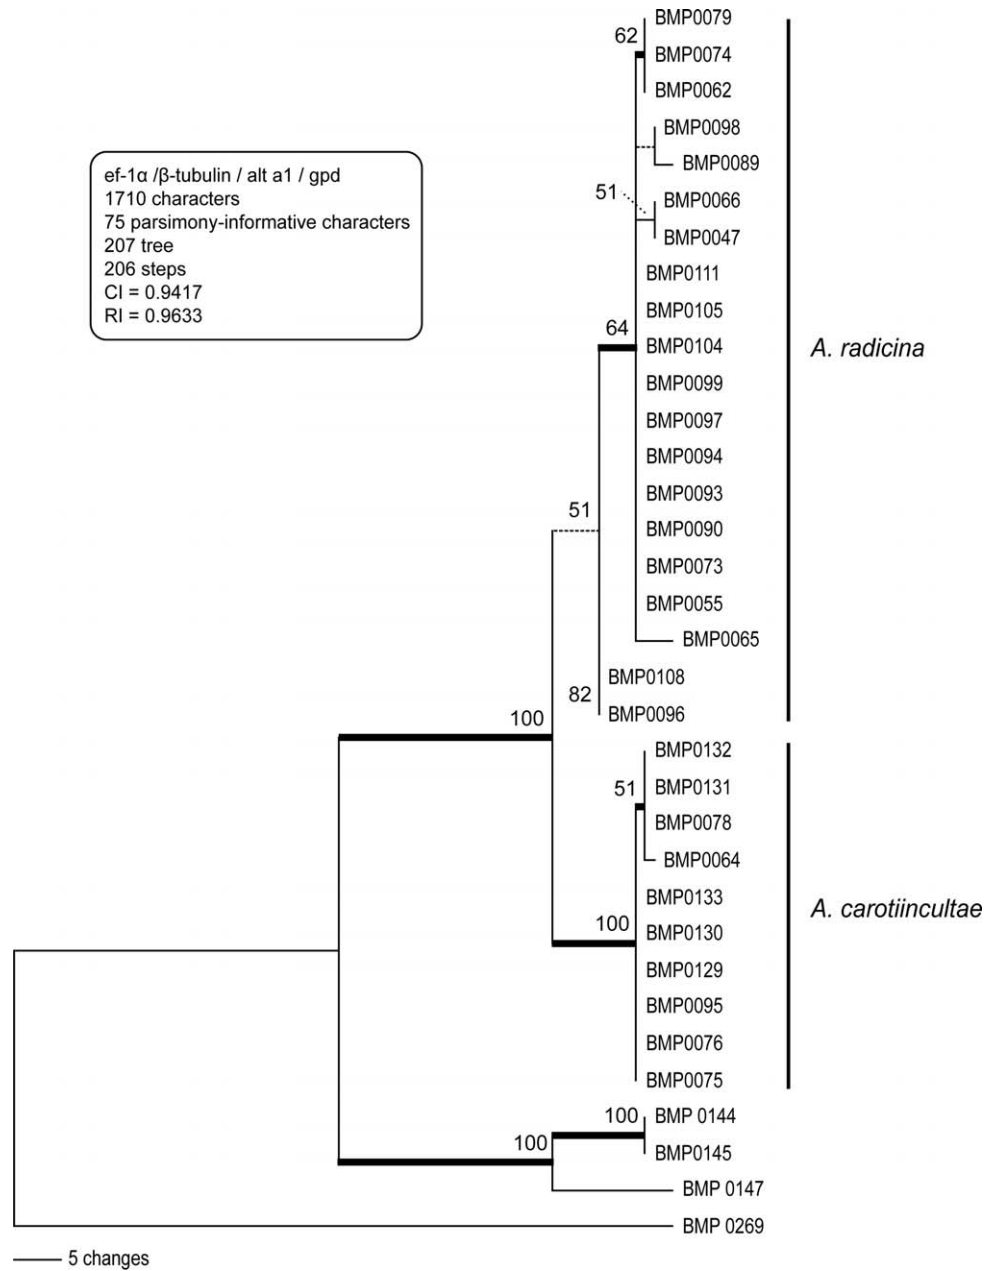 BMP0079
62
BMP0074
BMP0062
BMP0098
BMP0089
ef-1α /β-tubulin / alt a1 / gpd
1710 characters
75 parsimony-informative characters
207 tree
206 steps
CI = 0.9417
RI = 0.9633
51
BMP0066
BMP0047
BMP0111
BMP0105
64
BMP0104
A. radicina
BMP0099
BMP0097
BMP0094
BMP0093
51
BMP0090
BMP0073
BMP0055
BMP0065
BMP0108
82
BMP0096
100
BMP0132
51
BMP0131
BMP0078
BMP0064
BMP0133
A. carotiincultae
100
BMP0130
BMP0129
BMP0095
BMP0076
BMP0075
100
BMP 0144
100
BMP0145
BMP 0147
BMP 0269
5 changes